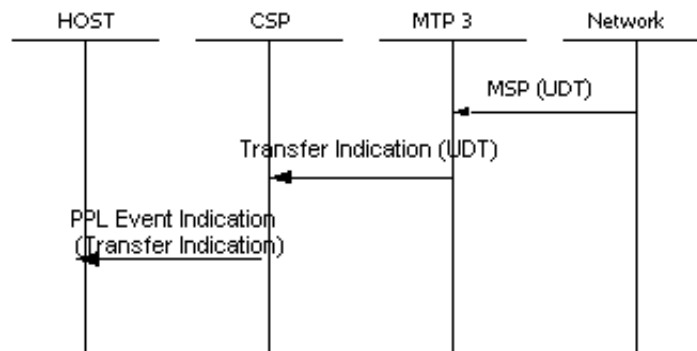 HOST
CSP
MTP 3
Network
MSP (UDT)
Transfer Indication (UDT)
PPL Event Indication
(Transfer Indication)